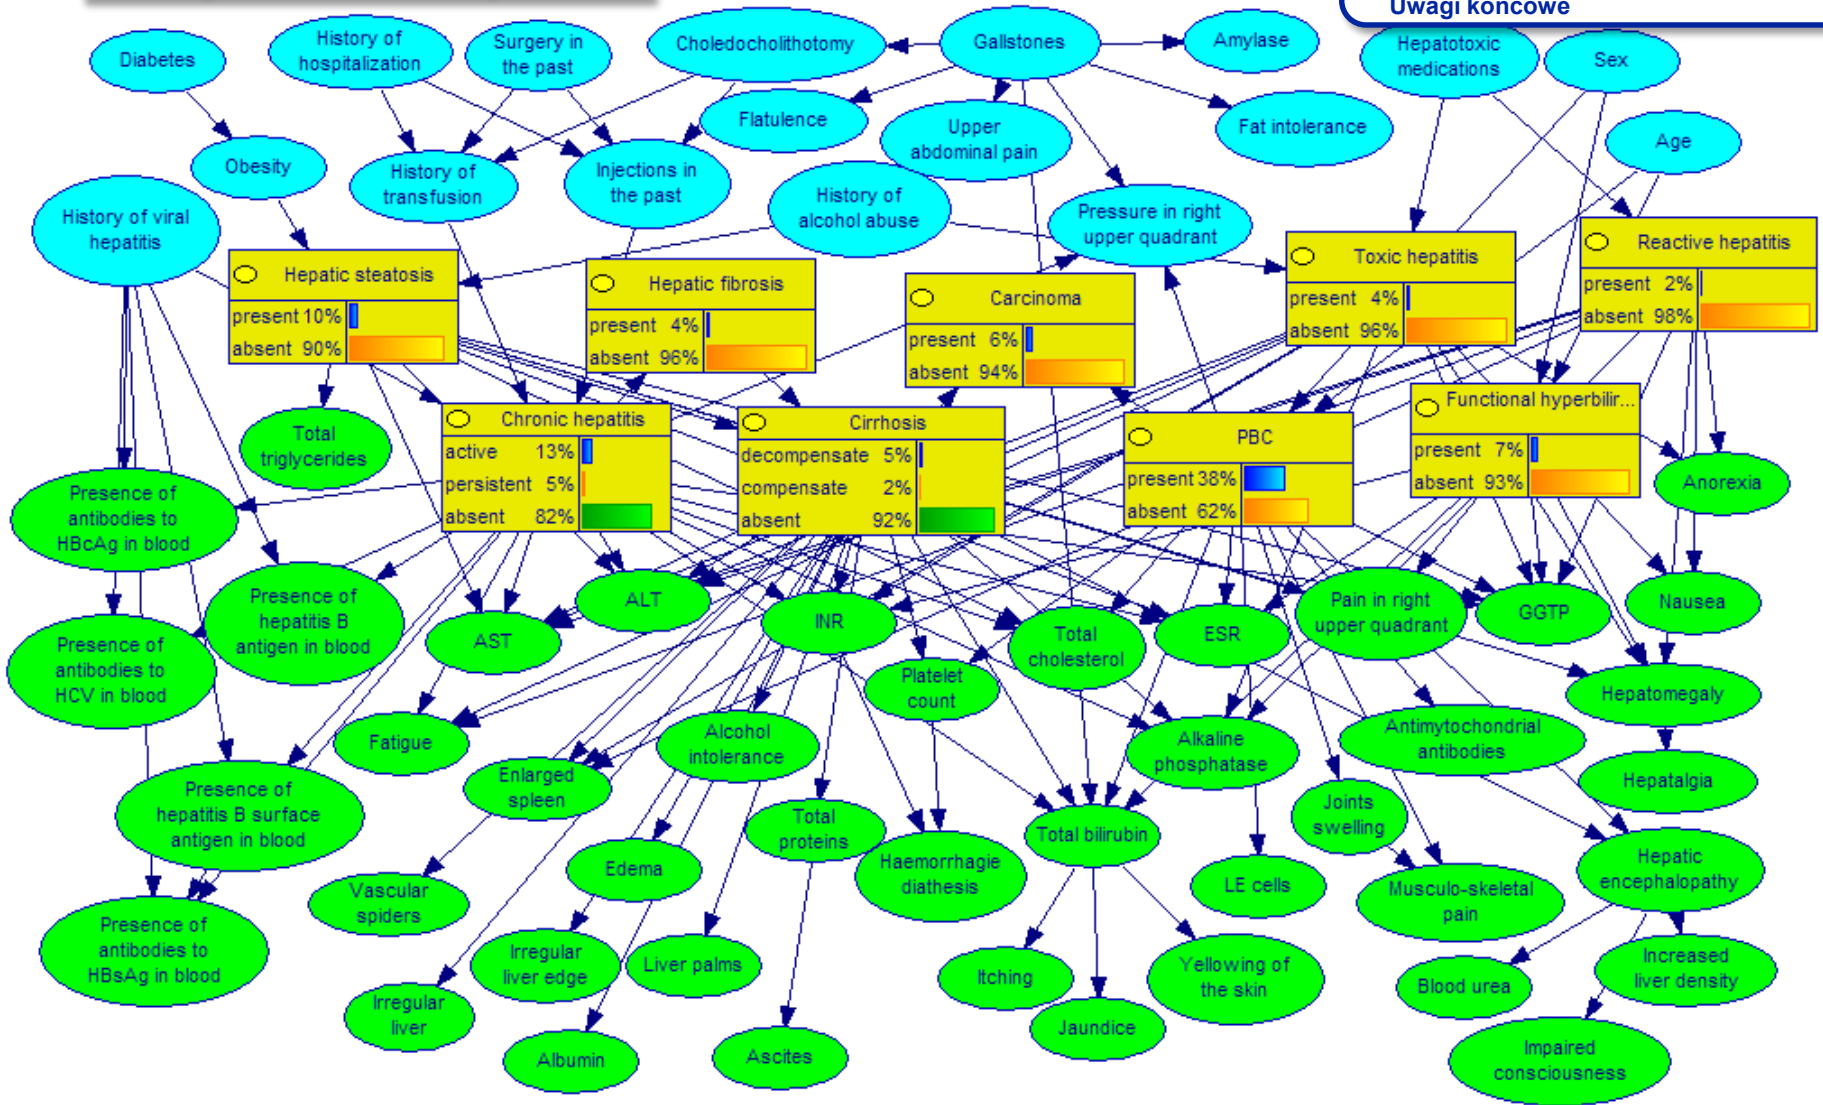 Uwagi końcowe
Diabetes
History of
hospitalization
Surgery in
the past
Choledocholithotomy
Gallstones
Amylase
Hepatotoxic
medications
Sex
Flatulence
Upper
abdominal pain
Fat intolerance
Age
Obesity
History of
transfusion
Injections in
the past
History of
alcohol abuse
Pressure in right
upper quadrant
History of viral
hepatitis
Hepatic steatosis
present 10%
absent 90%
Hepatic fibrosis
present 4%
absent 96%
Carcinoma
present 6%
absent 94%
Toxic hepatitis
present 4%
absent 96%
Reactive hepatitis
present 2%
absent 98%
Chronic hepatitis
active 13%
persistent 5%
absent 82%
Cirrhosis
decompensate 5%
compensate 2%
absent 92%
PBC
present 38%
absent 62%
Functional hyperbilir...
present 7%
absent 93%
Total
triglycerides
Anorexia
Presence of
antibodies to
HBcAg in blood
Presence of
hepatitis B
antigen in blood
ALT
AST
INR
Total
cholesterol
ESR
Pain in right
upper quadrant
GGTP
Nausea
Presence of
antibodies to
HCV in blood
Platelet
count
Hepatomegaly
Fatigue
Alcohol
intolerance
Enlarged
spleen
Alkaline
phosphatase
Antimytochondrial
antibodies
Hepatalgia
Presence of
hepatitis B surface
antigen in blood
Total
proteins
Total bilirubin
Joints
swelling
Edema
Haemorrhagie
diathesis
LE cells
Musculo-skeletal
pain
Hepatic
encephalopathy
Vascular
spiders
Presence of
antibodies to
HBsAg in blood
Irregular
liver edge
Liver palms
Itching
Yellowing of
the skin
Blood urea
Increased
liver density
Irregular
liver
Albumin
Ascites
Jaundice
Impaired
consciousness